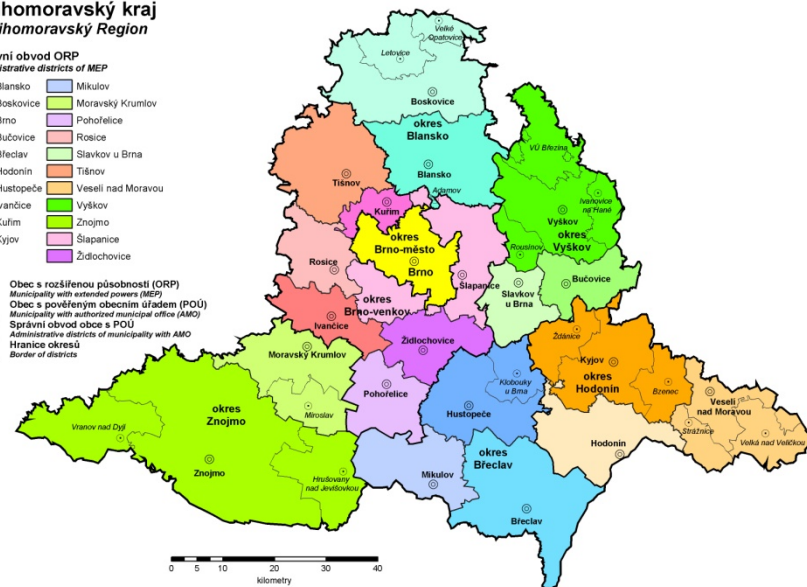 homoravský kraj
ihomoravský Region
vní obvod ORP
istrative districts of MEP
Blansko
Boskovice
Brno
Bučovice
Břeclav
Hodonín
Hustopeče
Ivančice
Kuřim
Kyjov
Mikulov
Moravský Krumlov
Pohořelice
Rosice
Slavkov u Brna
Tišnov
Veselí nad Moravou
Vyškov
Znojmo
Šlapanice
Židlochovice
Obec s rozšířenou působností (ORP)
Municipality with extended powers (MEP)
Obec s pověřeným obecním úřadem (POÚ)
Municipality with authorized municipal office (AMO)
Správní obvod obce s POÚ
Administrative districts of municipality with AMO
Hranice okresů
Border of districts
Velké
Opatovice
Letovice
Boskovice
okres
Blansko
Blansko
Adamov
Tišnov
Kuřim
VÚ Březina
Ivanovice
na Hané
Vyškov
okres
Vyškov
Rousínov
okres
Brno-město
Brno
Rosice
Šlapanice
Slavkov
u Brna
Bučovice
okres
Brno-venkov
Ivančice
Židlochovice
Moravský Krumlov
Pohořelice
Miroslav
Ždánice
Kyjov
okres
Hodonín
Bzenec
Klobouky
u Brna
Hustopeče
Veselí
nad Moravou
Strážnice
Velká nad Veličkou
Hodonín
okres
Znojmo
Vranov nad Dyjí
Znojmo
Hrušovany
nad Jevišovkou
Mikulov
okres
Břeclav
Břeclav
0 5 10 20 30 40
kilometry